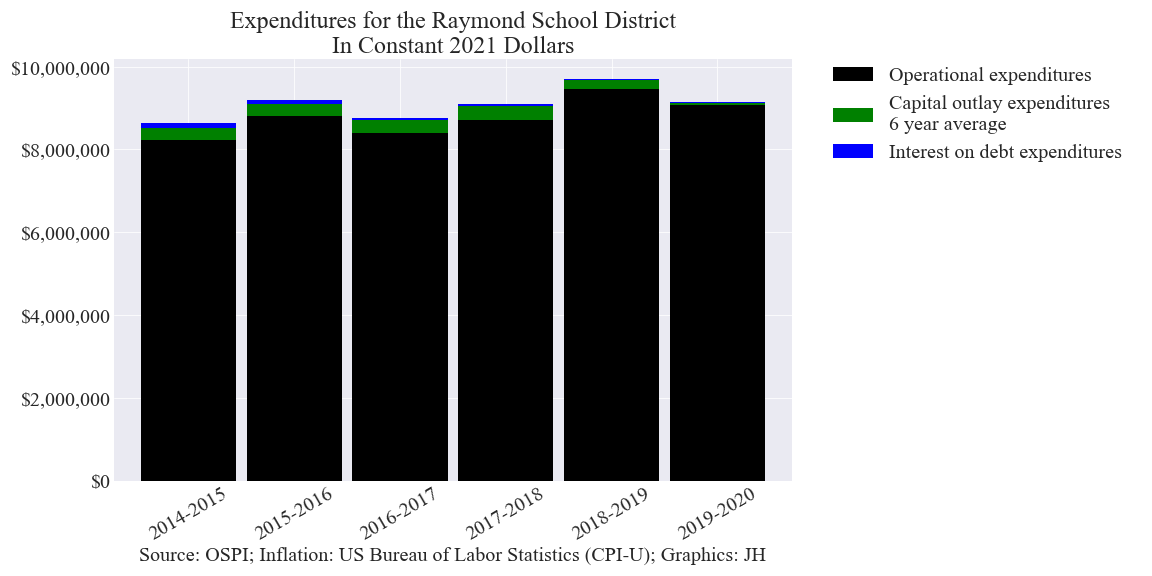 Expenditures for the Raymond School District
In Constant 2021 Dollars
$10,000,000
$8,000,000
$6,000,000
$4,000,000
$2,000,000
$0
Operational expenditures
Capital outlay expenditures
6 year average
Interest on debt expenditures
2014-2015
2015-2016
2016-2017
2017-2018
2018-2019
2019-2020
Source: OSPI; Inflation: US Bureau of Labor Statistics (CPI-U); Graphics: JH